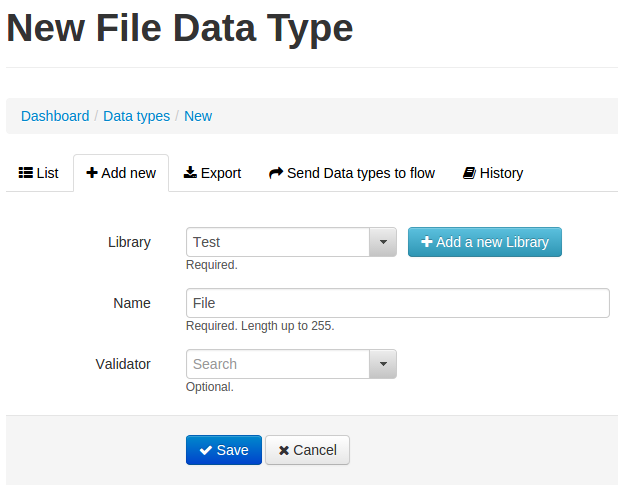 New File Data Type
Dashboard / Data types / New
List Add new Export Send Data types to flow History
Library Test Add a new Library
Required.
Name File
Required. Length up to 255.
Validator Search
Optional.
Save Cancel